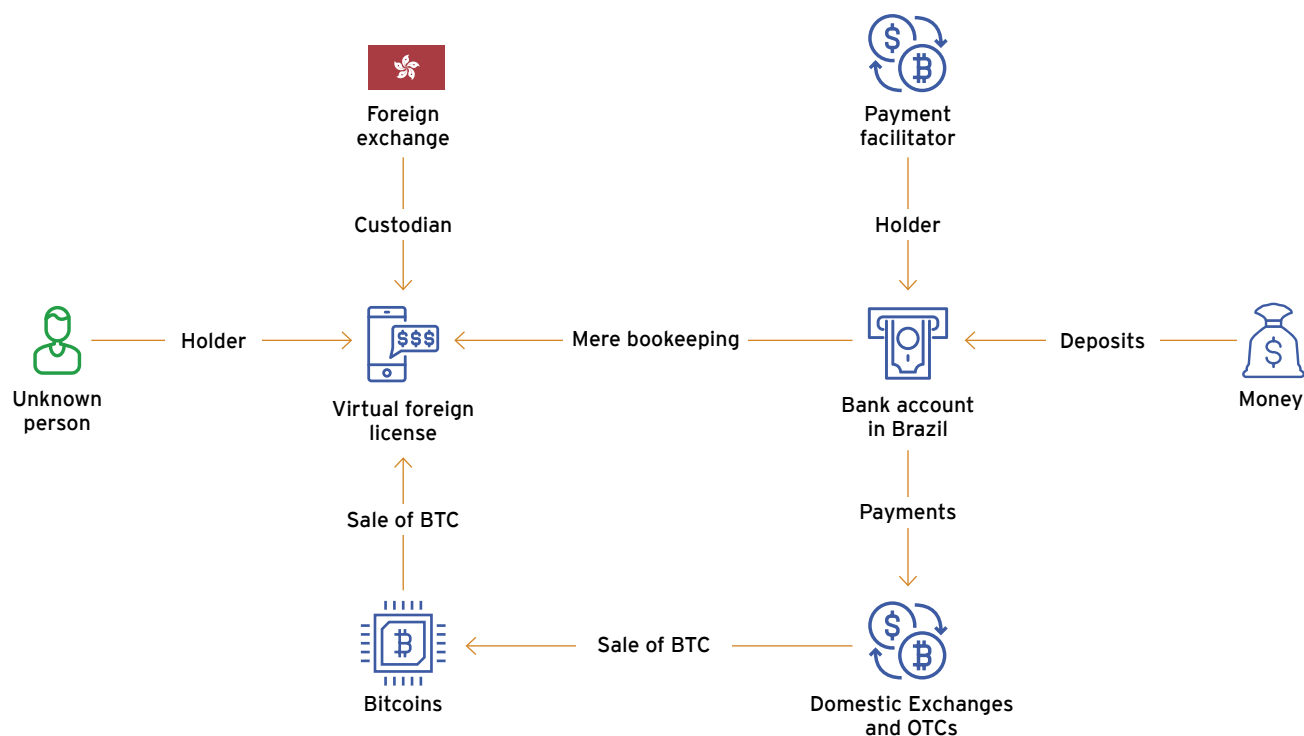 Foreign
exchange
Payment
facilitator
Custodian
Holder
Holder
$$$
Mere bookeeping
Deposits
$
Unknown
person
Virtual foreign
license
Bank account
in Brazil
Money
Sale of BTC
Payments
Sale of BTC
Bitcoins
Domestic Exchanges
and OTCs